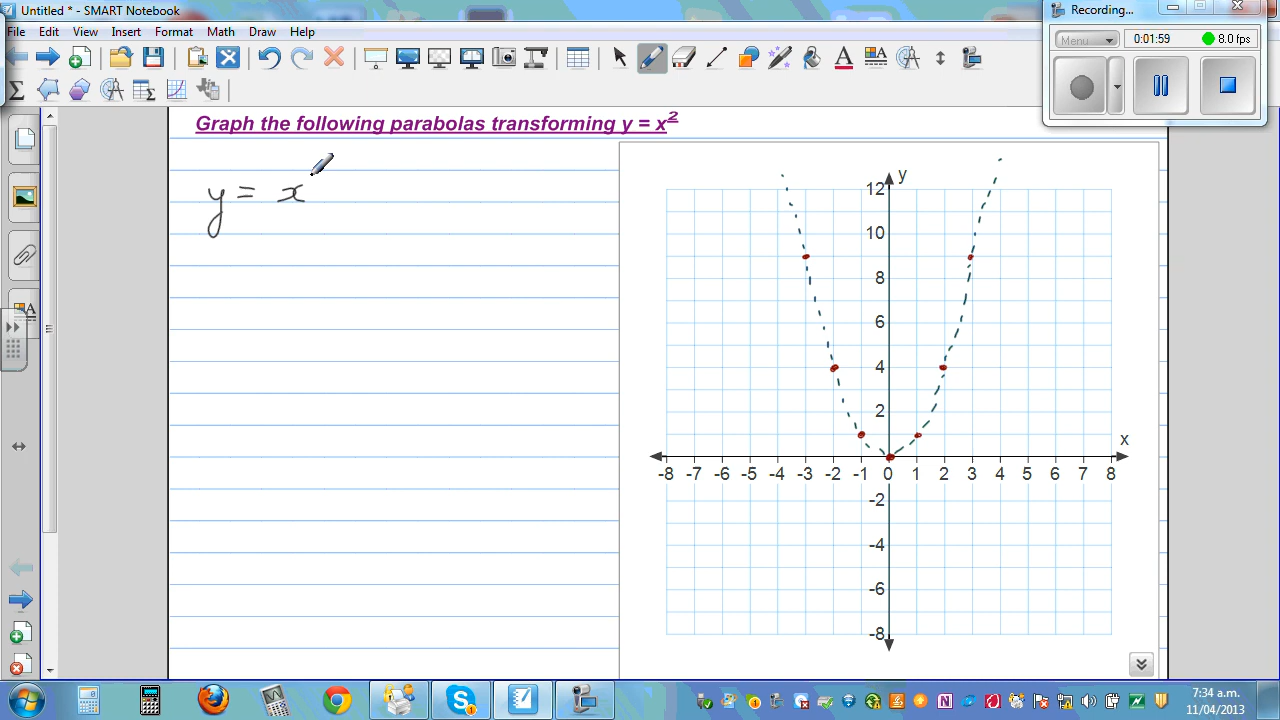 Untitled * - SMART Notebook
Recording...
File Edit View Insert Format Math Draw Help
Menu 0:01:59 8.0 fps
Graph the following parabolas transforming y = x²
y = x
y
12
10
8
6
4
2
x
-8 -7 -6 -5 -4 -3 -2 -1 0 1 2 3 4 5 6 7 8
-2
-4
-6
-8
7:34 a.m.
11/04/2013